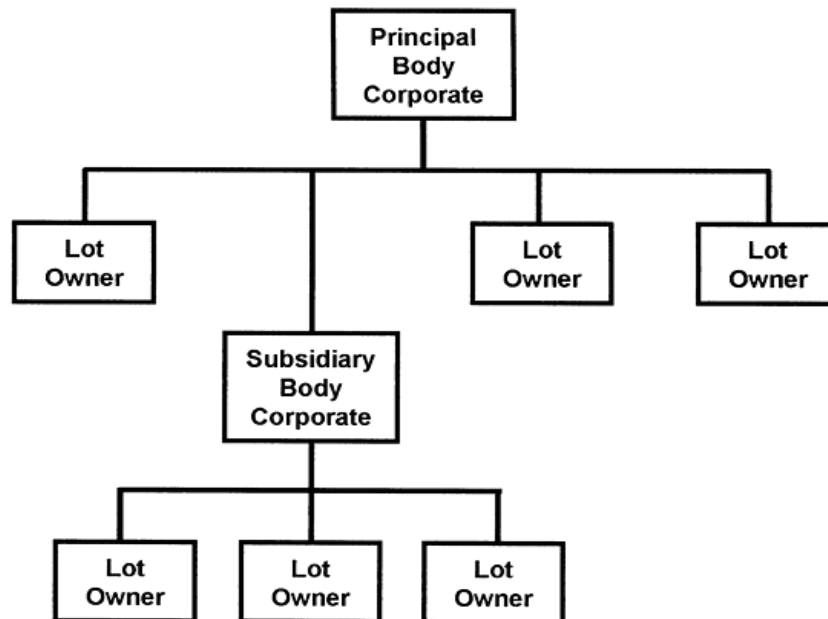 Principal
Body
Corporate
Lot
Owner
Lot
Owner
Lot
Owner
Subsidiary
Body
Corporate
Lot
Owner
Lot
Owner
Lot
Owner